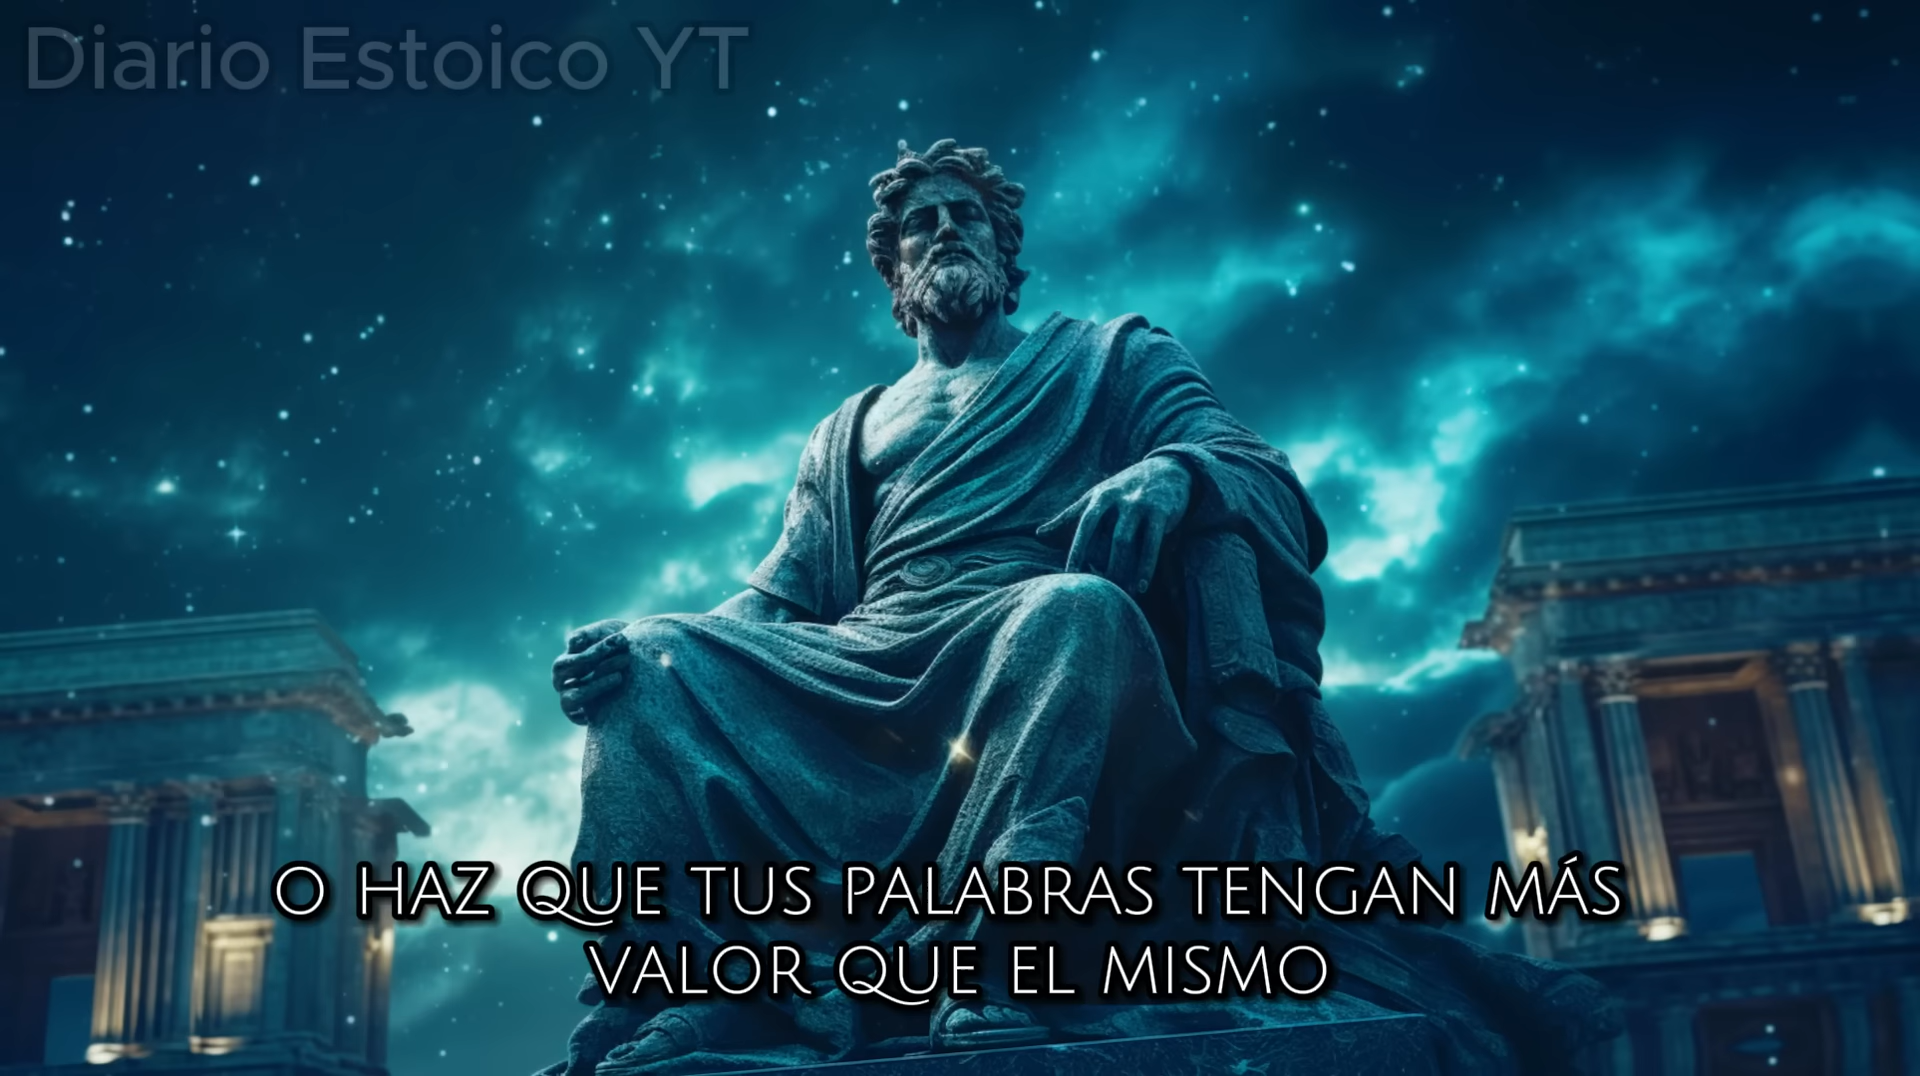 Diario Estoico YT
O HAZ QUE TUS PALABRAS TENGAN MÁS
VALOR QUE EL MISMO